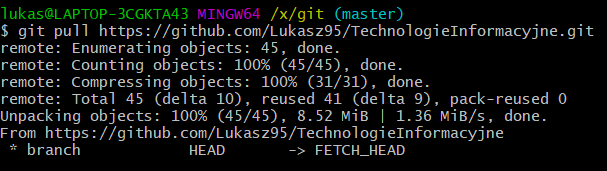 lukas@LAPTOP-3CGKTA43 MINGW64 /x/git (master)
$ git pull https://github.com/Lukasz95/TechnologieInformacyjne.git
remote: Enumerating objects: 45, done.
remote: Counting objects: 100% (45/45), done.
remote: Compressing objects: 100% (31/31), done.
remote: Total 45 (delta 10), reused 41 (delta 9), pack-reused 0
Unpacking objects: 100% (45/45), 8.52 MiB | 1.36 MiB/s, done.
From https://github.com/Lukasz95/TechnologieInformacyjne
 * branch            HEAD       -> FETCH_HEAD